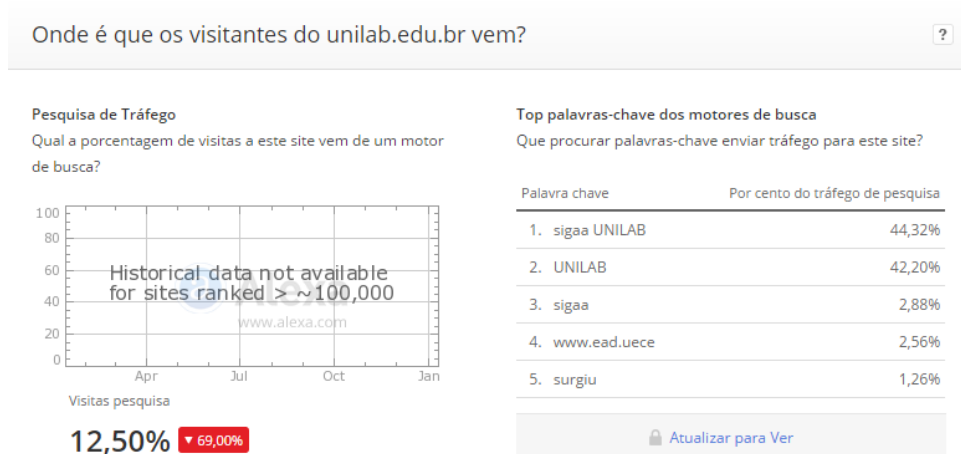 Onde é que os visitantes do unilab.edu.br vem?
?
Pesquisa de Tráfego
Qual a porcentagem de visitas a este site vem de um motor
de busca?
100
80
60
40
20
0
Historical data not available
for sites ranked > ~100,000
Alexa
www.alexa.com
Apr Jul Oct Jan
Visitas pesquisa
12,50% ▼ 69,00%
Top palavras-chave dos motores de busca
Que procurar palavras-chave enviar tráfego para este site?
Palavra chave Por cento do tráfego de pesquisa
1. sigaa UNILAB 44,32%
2. UNILAB 42,20%
3. sigaa 2,88%
4. www.ead.uece 2,56%
5. surgiu 1,26%
Atualizar para Ver